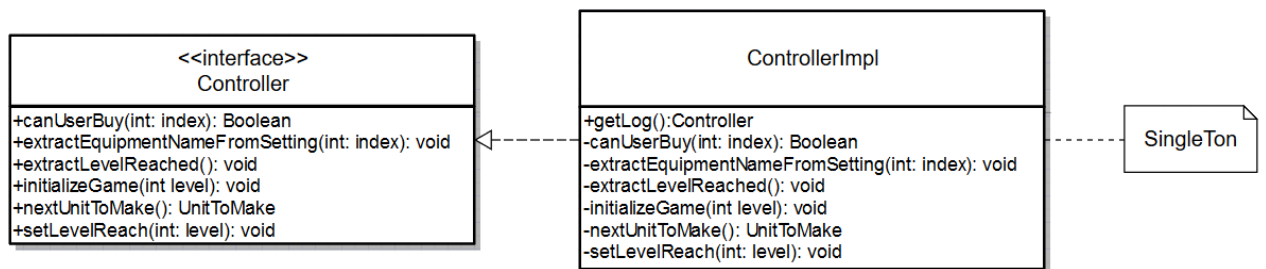 <<interface>>
Controller
+canUserBuy(int: index): Boolean
+extractEquipmentNameFromSetting(int: index): void
+extractLevelReached(): void
+initializeGame(int level): void
+nextUnitToMake(): UnitToMake
+setLevelReach(int: level): void
ControllerImpl
+getLog():Controller
-canUserBuy(int: index): Boolean
-extractEquipmentNameFromSetting(int: index): void
-extractLevelReached(): void
-initializeGame(int level): void
-nextUnitToMake(): UnitToMake
-setLevelReach(int: level): void
SingleTon